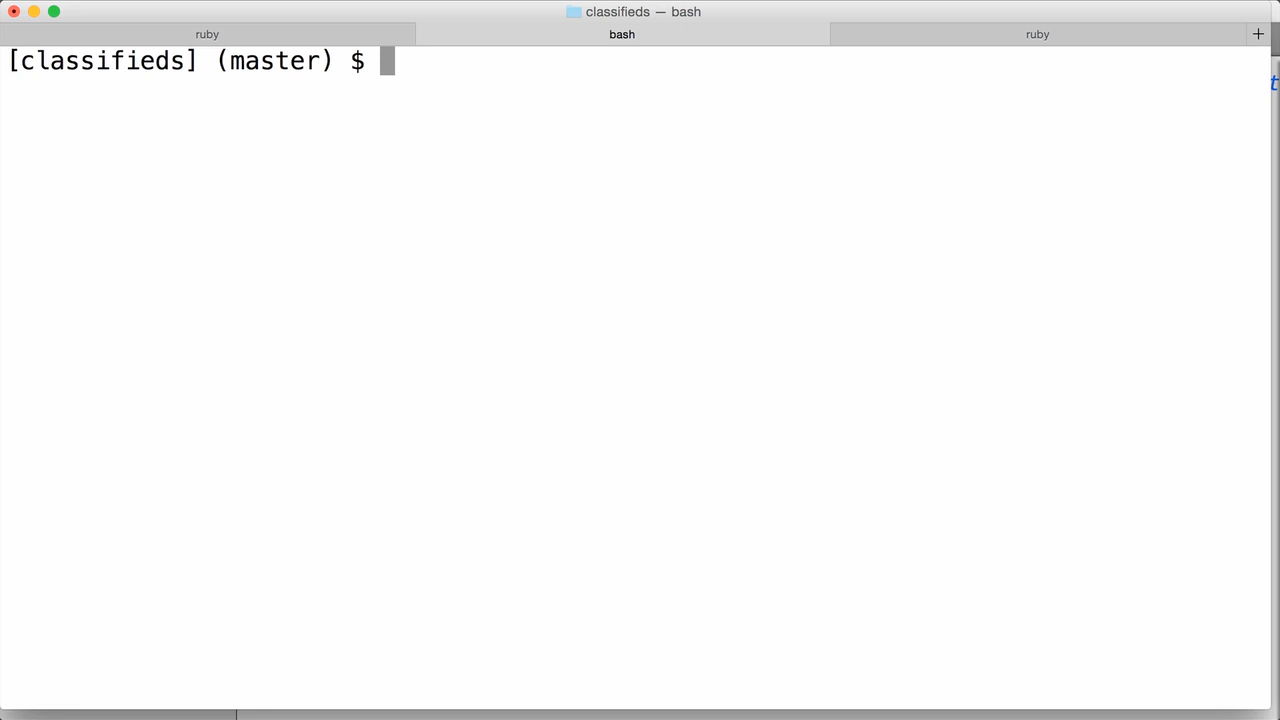 classifieds — bash
ruby
bash
ruby
+
[classifieds] (master) $
t